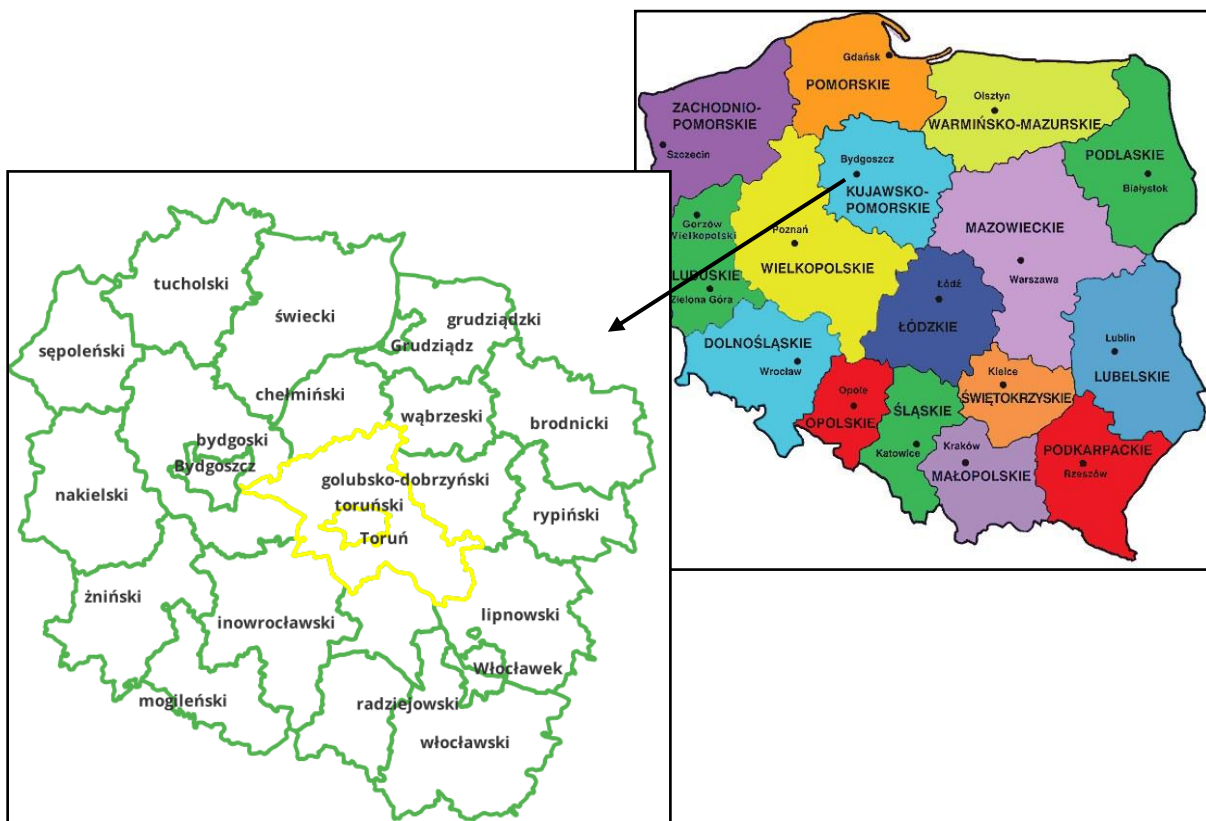 Gdańsk
POMORSKIE
ZACHODNIO-
POMORSKIE
Szczecin
Olsztyn
WARMIŃSKO-MAZURSKIE
PODLASKIE
Białystok
Bydgoszcz
KUJAWSKO-
POMORSKIE
Gorzów
Wielkopolski
LUBUSKIE
Zielona Góra
Poznań
WIELKOPOLSKIE
MAZOWIECKIE
Warszawa
Łódź
ŁÓDZKIE
DOLNOŚLĄSKIE
Wrocław
Lublin
LUBELSKIE
Opole
OPOLSKIE
ŚLĄSKIE
Katowice
Kielce
ŚWIĘTOKRZYSKIE
Kraków
MAŁOPOLSKIE
PODKARPACKIE
Rzeszów
tucholski
świecki
grudziądzki
Grudziądz
sępoleński
chełmiński
wąbrzeski
brodnicki
bydgoski
Bydgoszcz
nakielski
golubsko-dobrzyński
toruński
Toruń
rypiński
żniński
inowrocławski
lipnowski
Włocławek
mogileński
radziejowski
włocławski